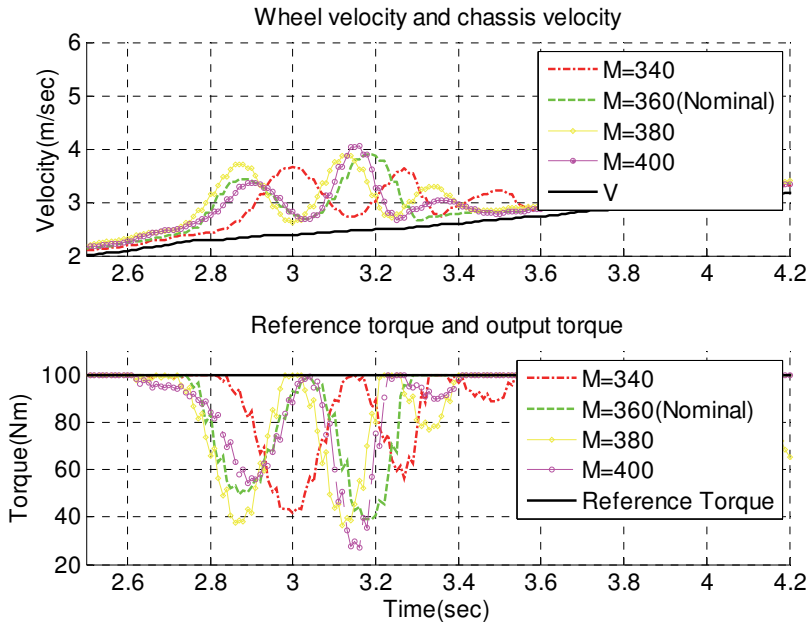 Wheel velocity and chassis velocity
Velocity(m/sec)
6
5
4
3
2
M=340
M=360(Nominal)
M=380
M=400
V
2.6 2.8 3 3.2 3.4 3.6 3.8 4 4.2
Reference torque and output torque
Torque(Nm)
100
80
60
40
20
M=340
M=360(Nominal)
M=380
M=400
Reference Torque
2.6 2.8 3 3.2 3.4 3.6 3.8 4 4.2
Time(sec)